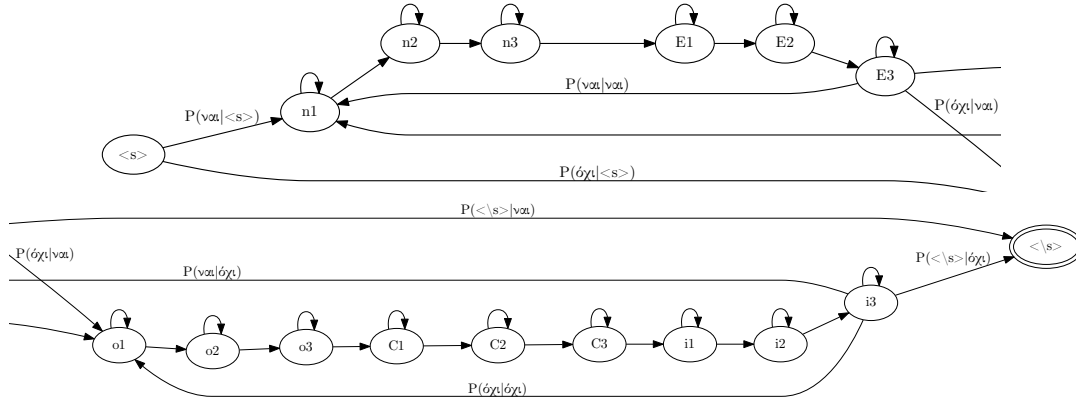 n2 n3 E1 E2
E3
P(ναι|ναι)
n1
P(όχι|ναι)
P(ναι|<s>)
<s>
P(όχι|<s>)
P(<\s>|ναι)
<\s>
P(όχι|ναι)
P(<\s>|όχι)
P(ναι|όχι)
i3
o1 o2 o3 C1 C2 C3 i1 i2
P(όχι|όχι)